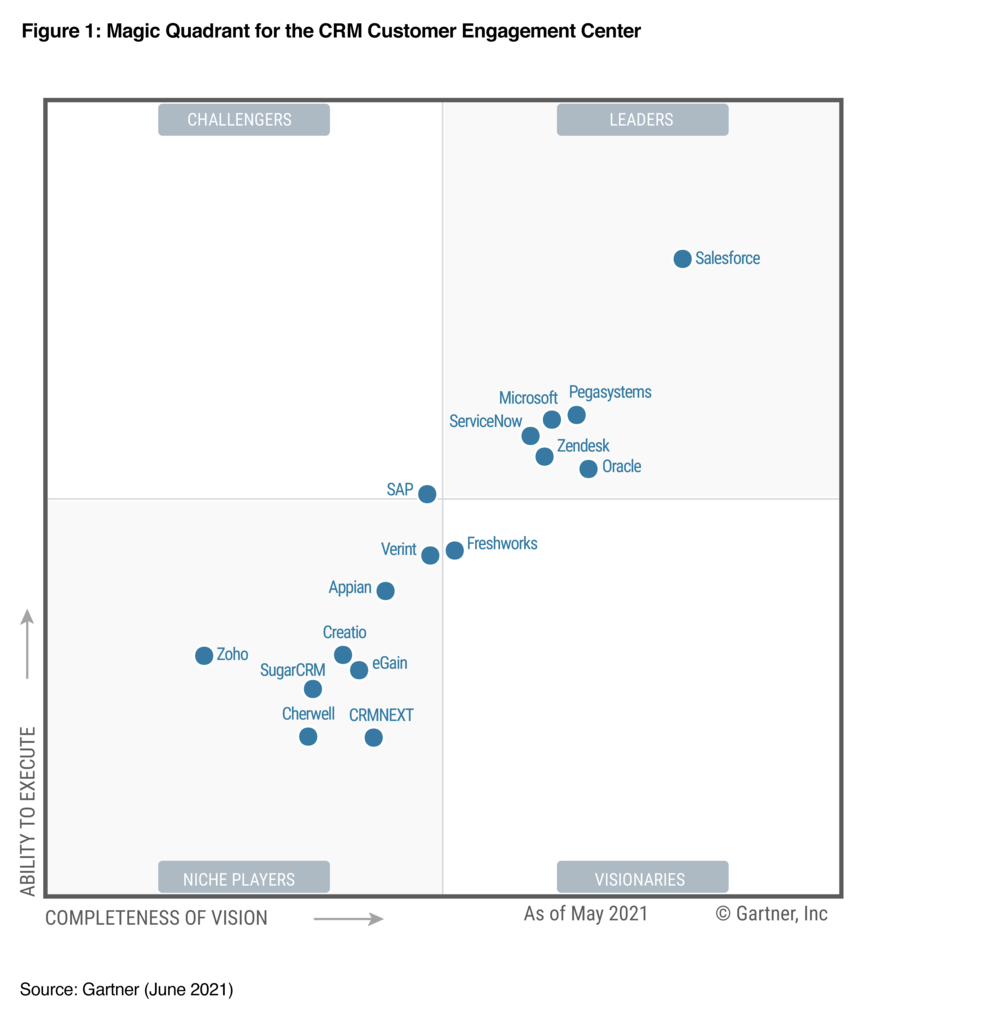 Figure 1: Magic Quadrant for the CRM Customer Engagement Center
CHALLENGERS
LEADERS
Salesforce
Microsoft
Pegasystems
ServiceNow
Zendesk
Oracle
SAP
Verint
Freshworks
Appian
Creatio
Zoho
SugarCRM
eGain
Cherwell
CRMNEXT
ABILITY TO EXECUTE
NICHE PLAYERS
VISIONARIES
COMPLETENESS OF VISION
As of May 2021
© Gartner, Inc
Source: Gartner (June 2021)